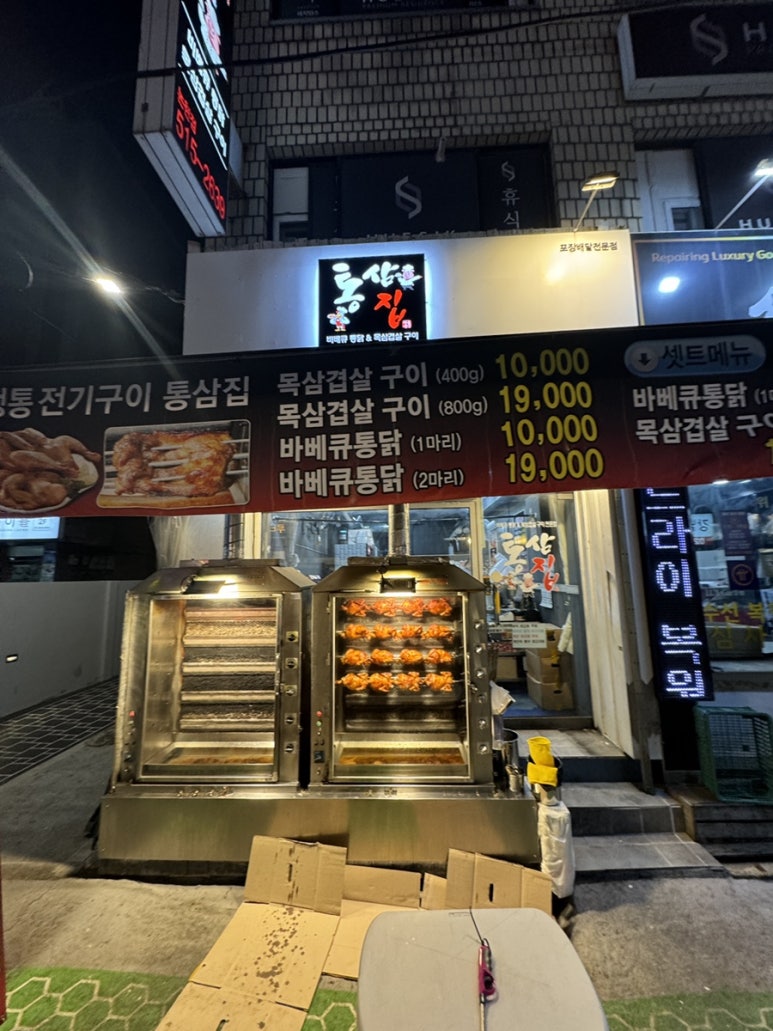 515-2839
휴식
HU
포장배달전문점
Repairing Luxury Go
통삼집
바베큐 통닭 & 목삼겹살 구이
통 전기구이 통삼집
목삼겹살 구이 (400g) 10,000
목삼겹살 구이 (800g) 19,000
바베큐통닭 (1마리) 10,000
바베큐통닭 (2마리) 19,000
셋트메뉴
바베큐통닭
목삼겹살 구이
통삼집